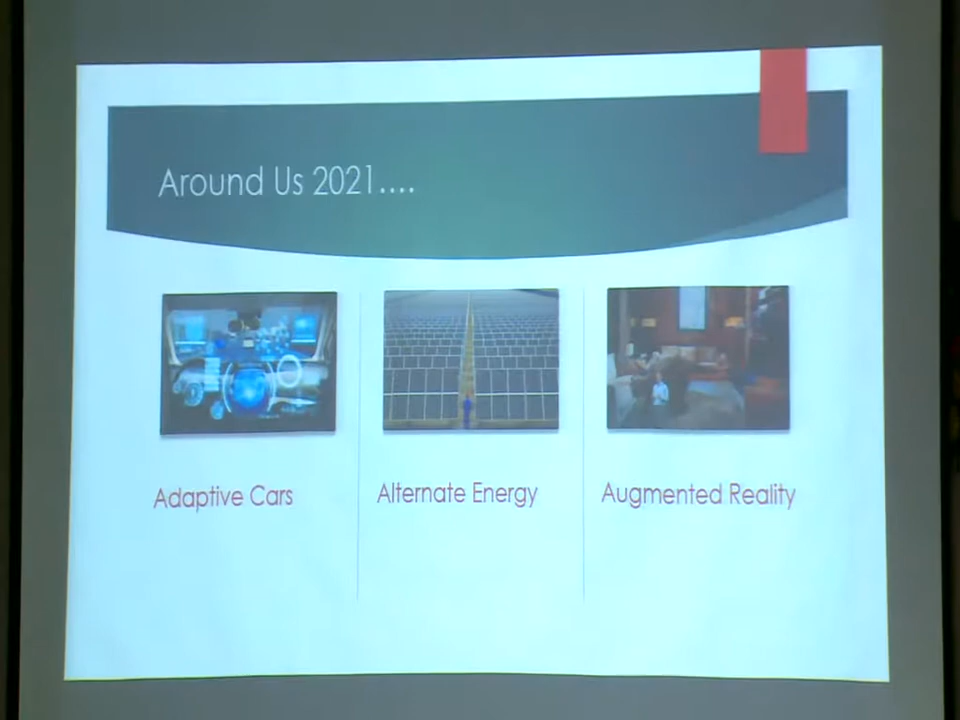 Around Us 2021....
Adaptive Cars
Alternate Energy
Augmented Reality